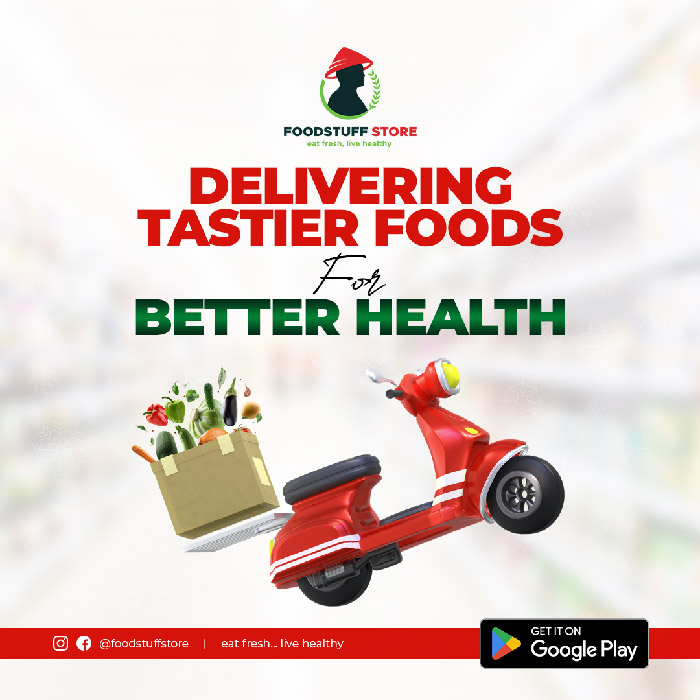 FOODSTUFF STORE
eat fresh, live healthy
DELIVERING
TASTIER FOODS
For
BETTER HEALTH
@foodstuffstore | eat fresh... live healthy
GET IT ON
Google Play